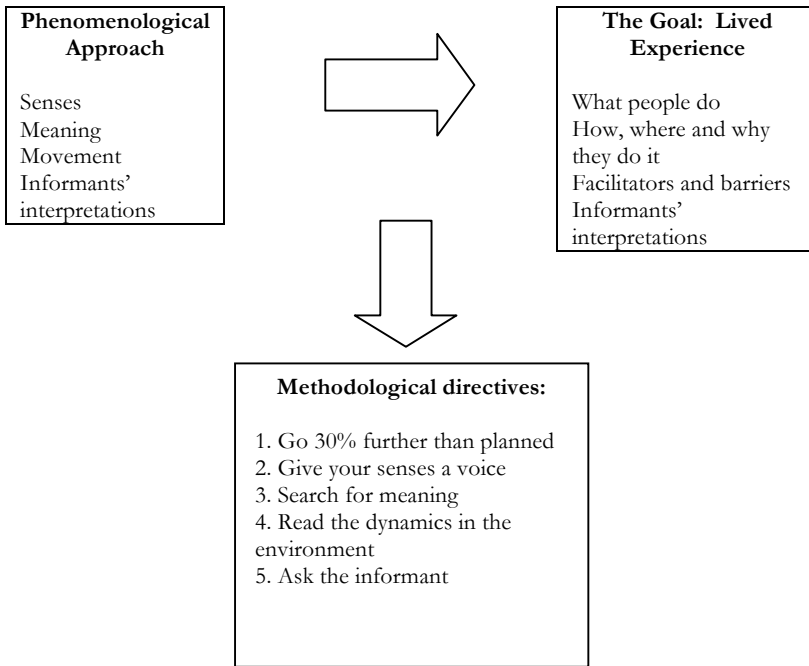 Phenomenological
Approach
Senses
Meaning
Movement
Informants’
interpretations
The Goal:  Lived
Experience
What people do
How, where and why
they do it
Facilitators and barriers
Informants’
interpretations
Methodological directives:
1. Go 30% further than planned
2. Give your senses a voice
3. Search for meaning
4. Read the dynamics in the
environment
5. Ask the informant